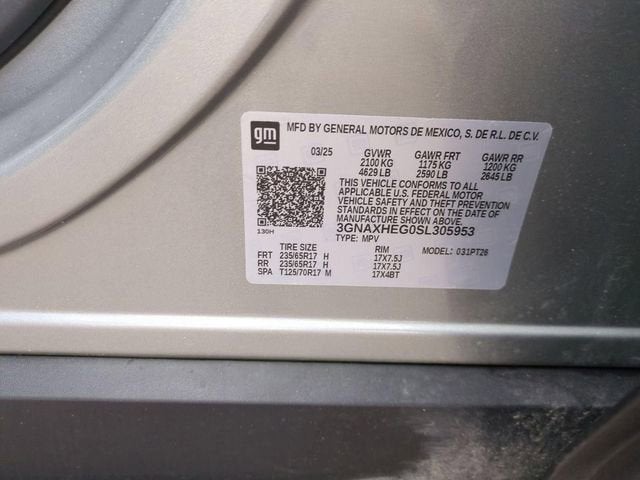 gm
MFD BY GENERAL MOTORS DE MEXICO, S. DE R.L. DE C.V.
03/25 GVWR GAWR FRT GAWR RR
2100 KG 1175 KG 1200 KG
4629 LB 2590 LB 2645 LB
THIS VEHICLE CONFORMS TO ALL
APPLICABLE U.S. FEDERAL MOTOR
VEHICLE SAFETY AND THEFT PREVENTION
STANDARDS IN EFFECT ON THE DATE OF
MANUFACTURE SHOWN ABOVE.
130H 3GNAXHEG0SL305953
TYPE: MPV
TIRE SIZE RIM MODEL: 031PT26
FRT 235/65R17 H 17X7.5J
RR 235/65R17 H 17X7.5J
SPA T125/70R17 M 17X4BT